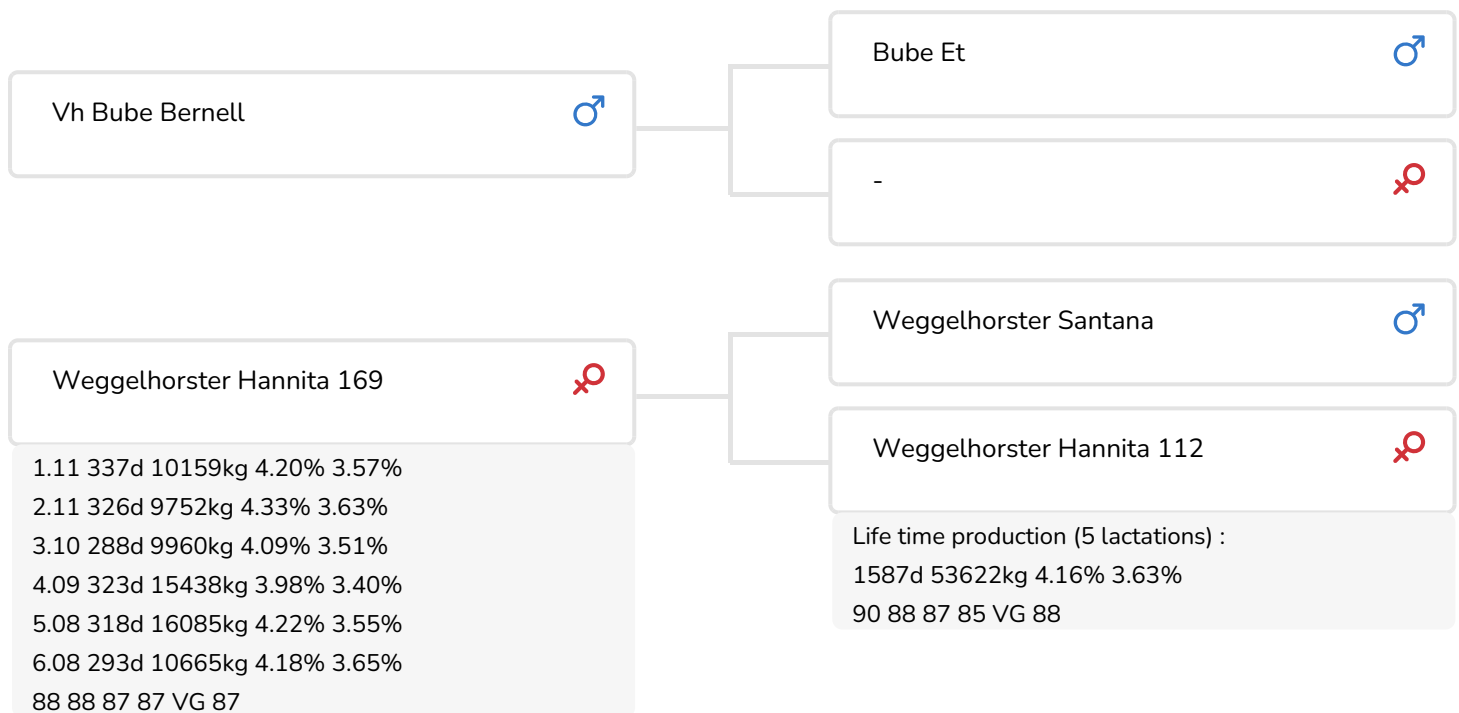 Vh Bube Bernell
Bube Et
-
Weggelhorster Hannita 169
1.11 337d 10159kg 4.20% 3.57%
2.11 326d 9752kg 4.33% 3.63%
3.10 288d 9960kg 4.09% 3.51%
4.09 323d 15438kg 3.98% 3.40%
5.08 318d 16085kg 4.22% 3.55%
6.08 293d 10665kg 4.18% 3.65%
88 88 87 87 VG 87
Weggelhorster Santana
Weggelhorster Hannita 112
Life time production (5 lactations) :
1587d 53622kg 4.16% 3.63%
90 88 87 85 VG 88